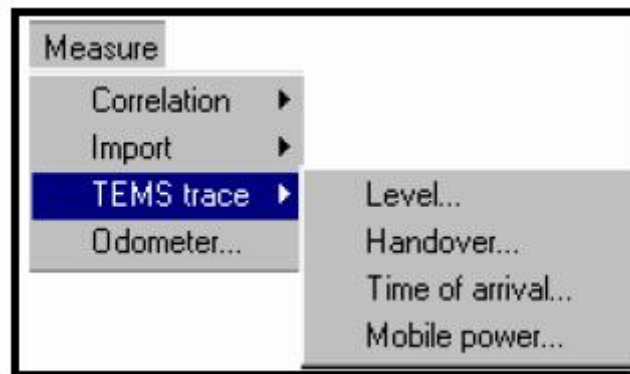 Measure
Correlation
Import
TEMS trace
Odometer...
Level...
Handover...
Time of arrival...
Mobile power...